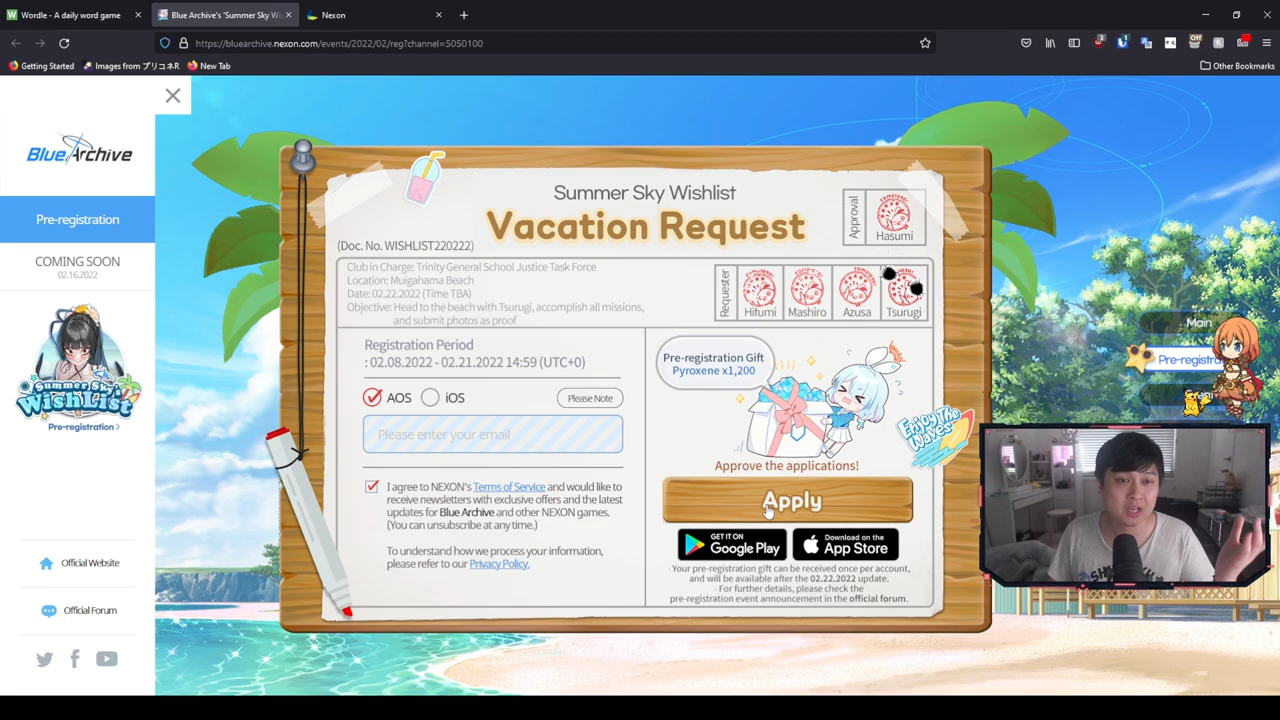 Wordle - A daily word game
Blue Archive's 'Summer Sky Wis
Nexon
https://bluearchive.nexon.com/events/2022/02/reg?channel=5050100
Getting Started
Images from プリコネR
New Tab
Other Bookmarks
3
Off
BlueArchive
Pre-registration
COMING SOON
02.16.2022
Summer Sky
WishList
Pre-registration >
Official Website
Official Forum
Summer Sky Wishlist
Vacation Request
(Doc. No. WISHLIST220222)
Approval
Hasumi
Club in Charge: Trinity General School Justice Task Force
Location: Muigahama Beach
Date: 02.22.2022 (Time TBA)
Objective: Head to the beach with Tsurugi, accomplish all missions,
and submit photos as proof
Requester
Hifumi
Mashiro
Azusa
Tsurugi
Registration Period
: 02.08.2022 - 02.21.2022 14:59 (UTC+0)
AOS
iOS
Please Note
Please enter your email
I agree to NEXON's Terms of Service and would like to
receive newsletters with exclusive offers and the latest
updates for Blue Archive and other NEXON games.
(You can unsubscribe at any time.)
To understand how we process your information,
please refer to our Privacy Policy.
Pre-registration Gift
Pyroxene x1,200
Enjoy The
Waves
Approve the applications!
Apply
GET IT ON
Google Play
Download on the
App Store
· Your pre-registration gift can be received once per account,
and will be available after the 02.22.2022 update.
· For further details, please check the
pre-registration event announcement in the official forum.
Main
Pre-registra